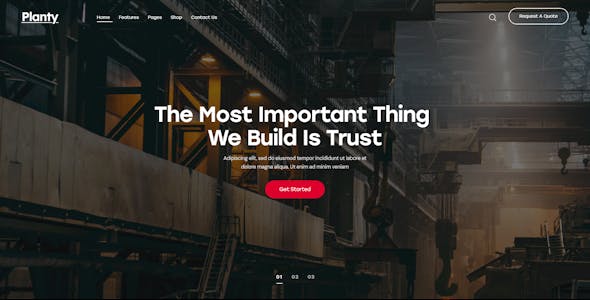 Planty
Home
Features
Pages
Shop
Contact Us
Request A Quote
The Most Important Thing
We Build Is Trust
Adipiscing elit, sed do eiusmod tempor incididunt ut labore et
dolore magna aliqua. Ut enim ad minim veniam
Get Started
01
02
03